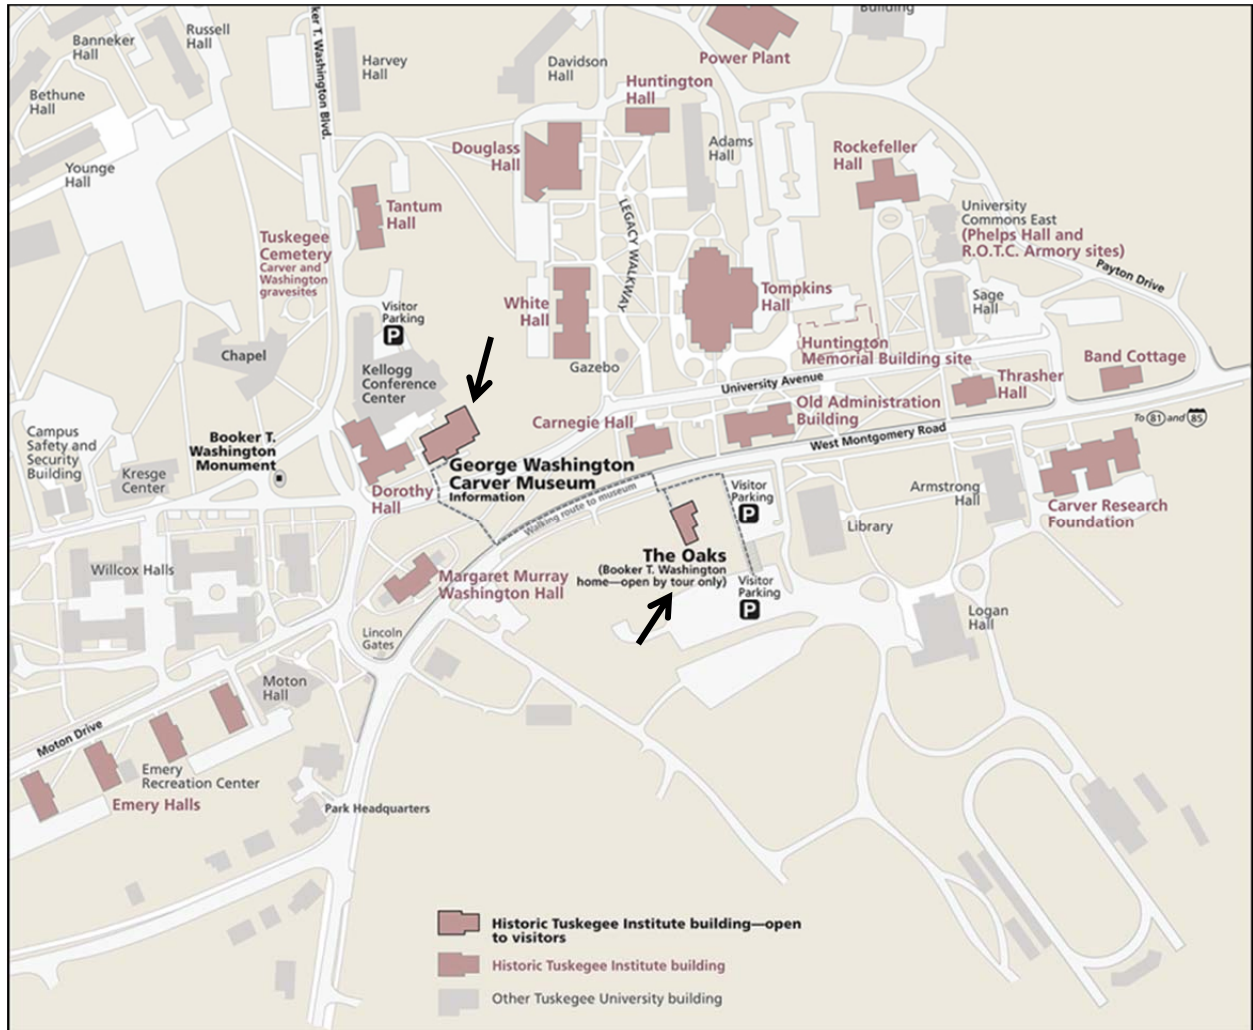 Building
Russell
Hall
Banneker
Hall
ker T. Washington Blvd.
Harvey
Hall
Davidson
Hall
Power Plant
Huntington
Hall
Bethune
Hall
Adams
Hall
Douglass
Hall
Rockefeller
Hall
Younge
Hall
Tantum
Hall
LEGACY WALKWAY
University
Commons East
(Phelps Hall and
R.O.T.C. Armory sites)
Tuskegee
Cemetery
Carver and
Washington
gravesites
Payton Drive
White
Hall
Tompkins
Hall
Sage
Hall
Visitor
Parking
P
Huntington
Memorial Building site
Chapel
Gazebo
Band Cottage
Kellogg
Conference
Center
University Avenue
Thrasher
Hall
Carnegie Hall
Old Administration
Building
To 81 and 85
West Montgomery Road
Campus
Safety and
Security
Building
Booker T.
Washington
Monument
Kresge
Center
George Washington
Carver Museum
Information
Dorothy
Hall
Walking route to museum
Visitor
Parking
P
Armstrong
Hall
Carver Research
Foundation
Library
The Oaks
(Booker T. Washington
home—open by tour only)
Willcox Halls
Margaret Murray
Washington Hall
Visitor
Parking
P
Logan
Hall
Lincoln
Gates
Moton
Hall
Moton Drive
Emery
Recreation Center
Emery Halls
Park Headquarters
Historic Tuskegee Institute building—open
to visitors
Historic Tuskegee Institute building
Other Tuskegee University building